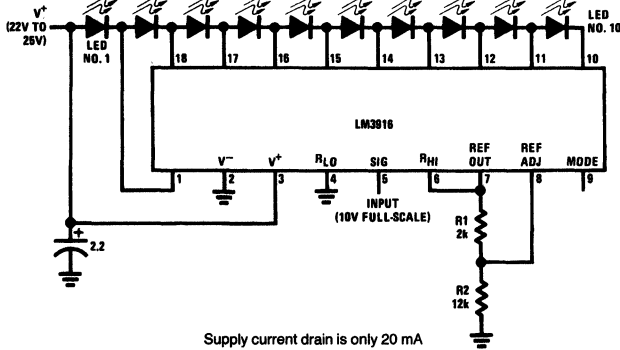 V+
(22V TO
25V)
LED
NO. 1
LED
NO. 10
18 17 16 15 14 13 12 11 10
LM3916
V− V+ RLO SIG RHI REF OUT REF ADJ MODE
1 2 3 4 5 6 7 8 9
INPUT
(10V FULL-SCALE)
R1
2k
+
2.2
R2
12k
Supply current drain is only 20 mA